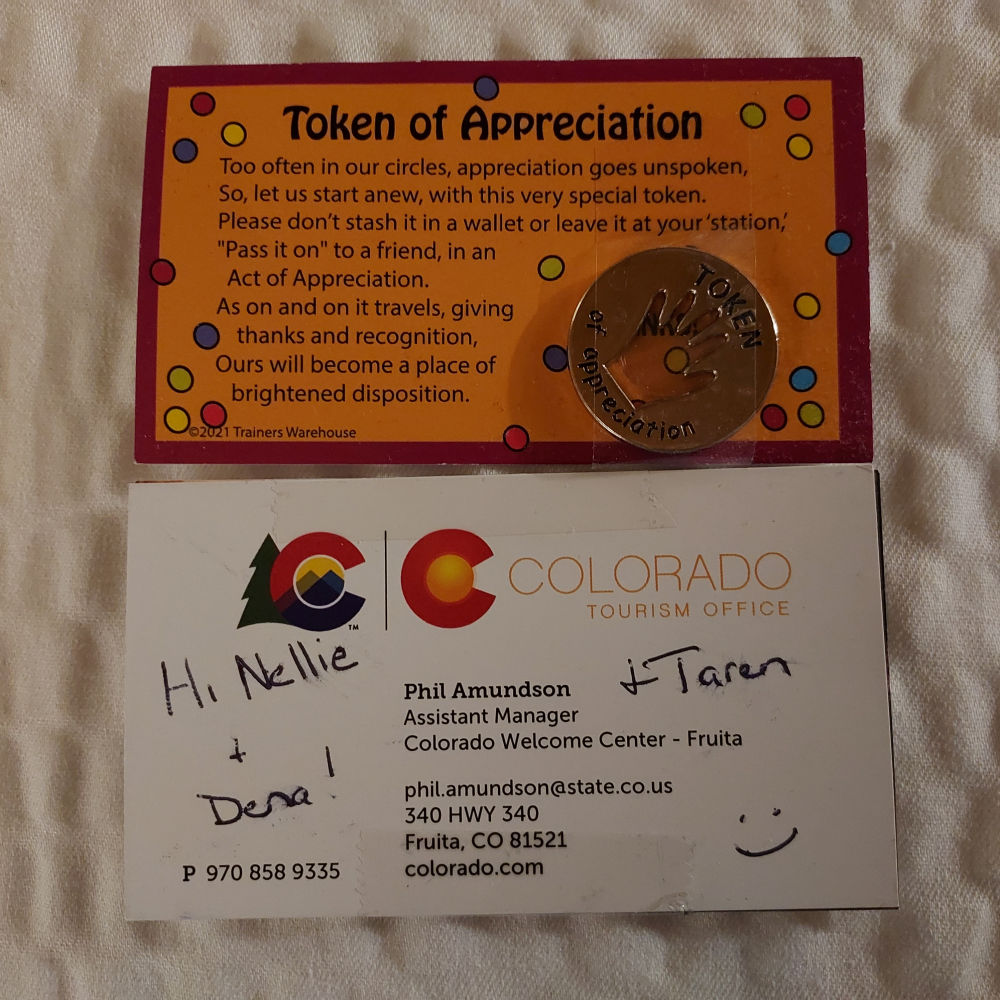 Token of Appreciation
Too often in our circles, appreciation goes unspoken,
So, let us start anew, with this very special token.
Please don't stash it in a wallet or leave it at your 'station,'
"Pass it on" to a friend, in an
Act of Appreciation.
As on and on it travels, giving
thanks and recognition,
Ours will become a place of
brightened disposition.
©2021 Trainers Warehouse
TOKEN
of appreciation
COLORADO
TOURISM OFFICE
TM
Hi Nellie
+
Dena!
+ Taren
Phil Amundson
Assistant Manager
Colorado Welcome Center - Fruita
phil.amundson@state.co.us
340 HWY 340
Fruita, CO 81521
colorado.com
P 970 858 9335